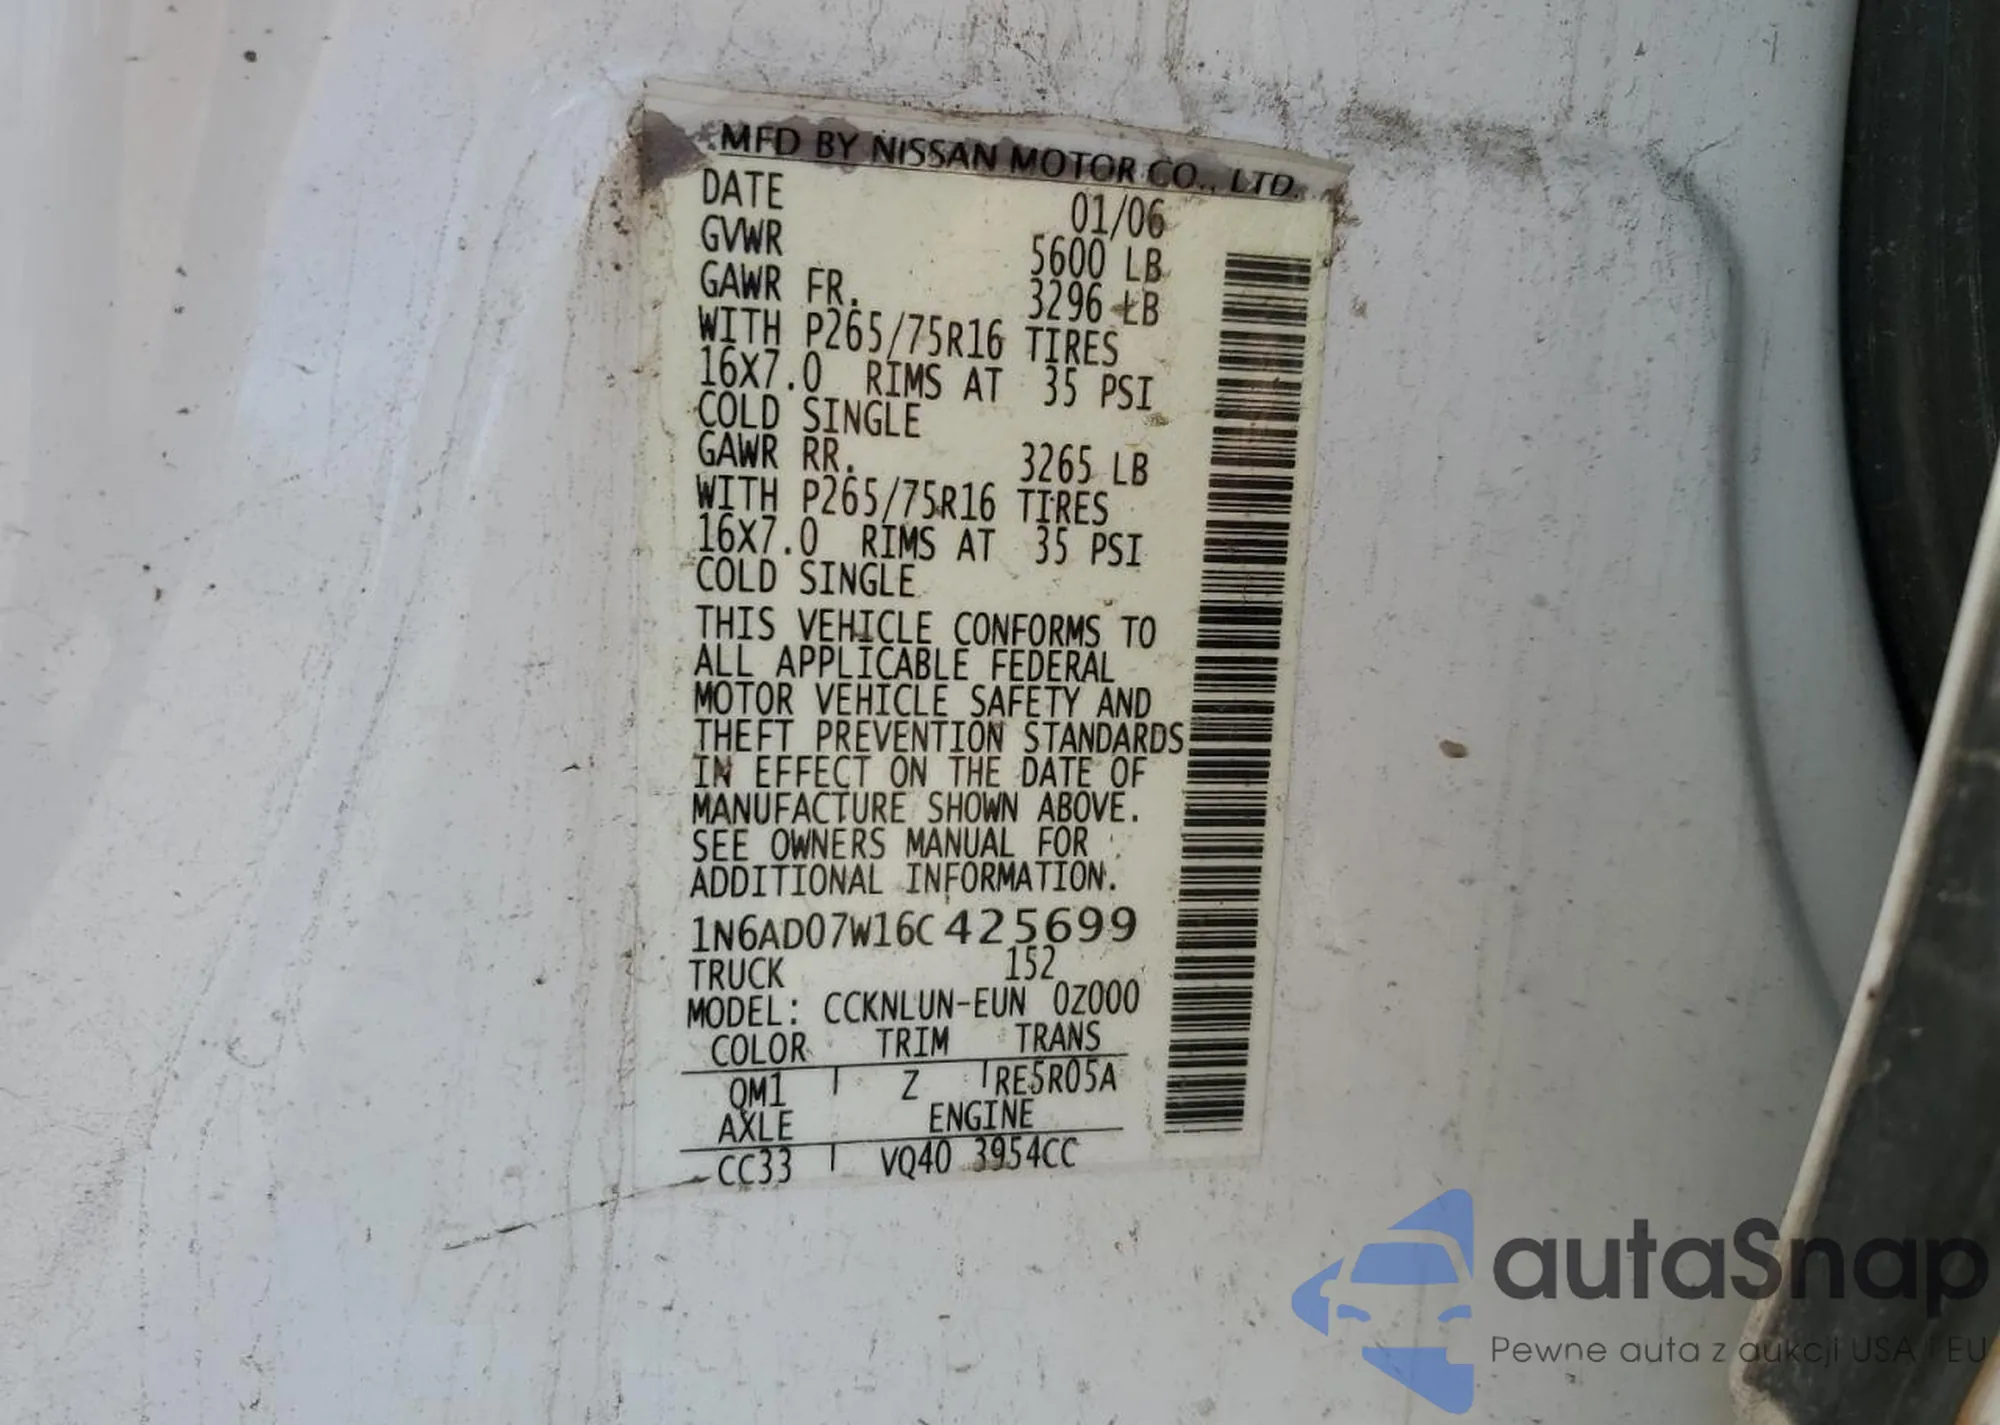 MFD BY NISSAN MOTOR CO., LTD.
DATE 01/06
GVWR 5600 LB
GAWR FR. 3296 LB
WITH P265/75R16 TIRES
16X7.0 RIMS AT 35 PSI
COLD SINGLE
GAWR RR. 3265 LB
WITH P265/75R16 TIRES
16X7.0 RIMS AT 35 PSI
COLD SINGLE
THIS VEHICLE CONFORMS TO
ALL APPLICABLE FEDERAL
MOTOR VEHICLE SAFETY AND
THEFT PREVENTION STANDARDS
IN EFFECT ON THE DATE OF
MANUFACTURE SHOWN ABOVE.
SEE OWNERS MANUAL FOR
ADDITIONAL INFORMATION.
1N6AD07W16C425699
TRUCK 152
MODEL: CCKNLUN-EUN 0Z000
COLOR TRIM TRANS
QM1 Z RE5R05A
AXLE ENGINE
CC33 VQ40 3954CC
autaSnap
Pewne auta z aukcji USA i EU